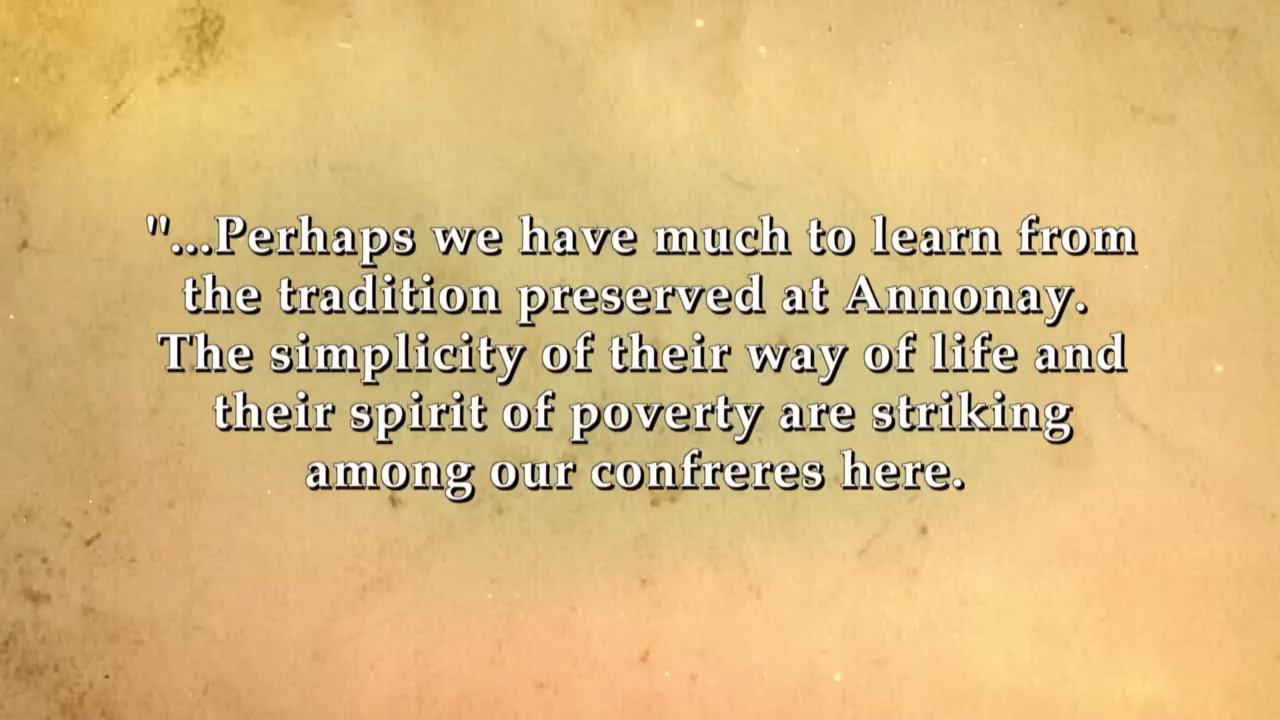 "...Perhaps we have much to learn from
the tradition preserved at Annonay.
The simplicity of their way of life and
their spirit of poverty are striking
among our confreres here.